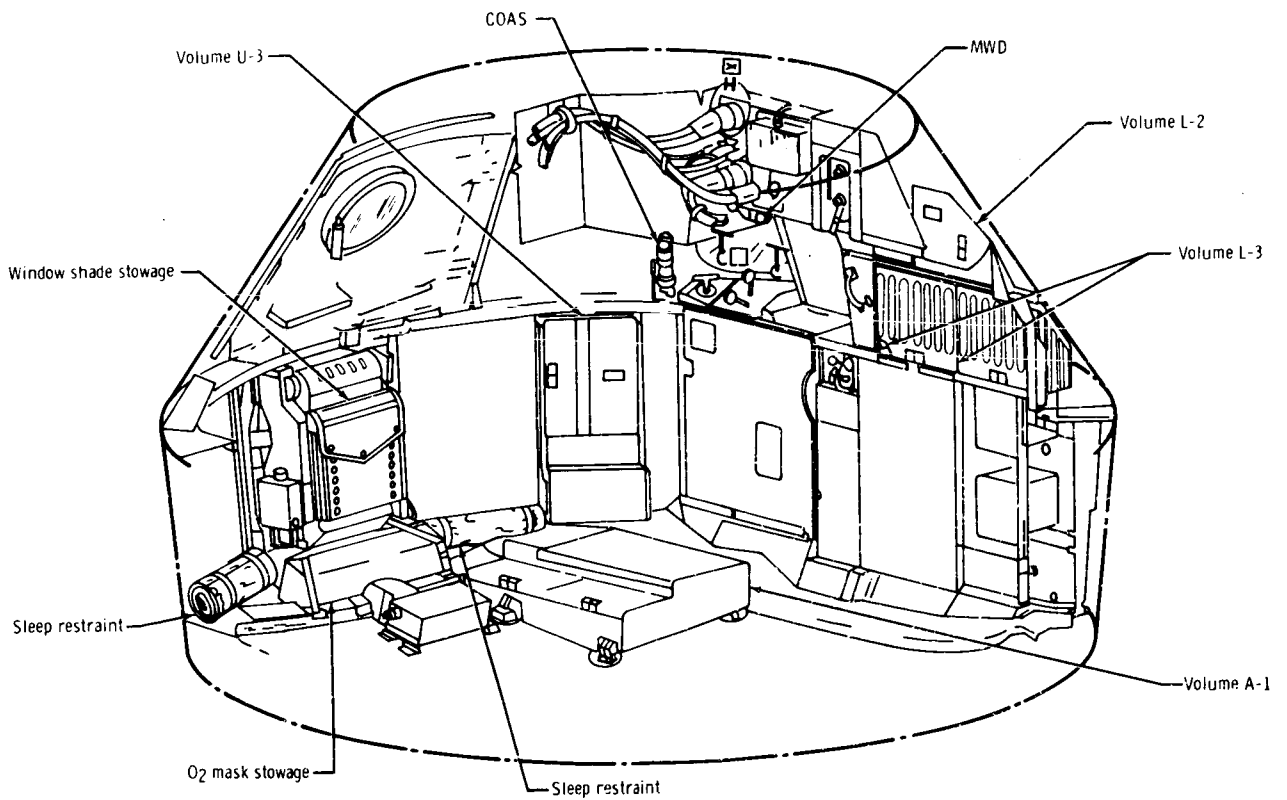 COAS
Volume U-3
MWD
Volume L-2
Volume L-3
Window shade stowage
Sleep restraint
Volume A-1
O2 mask stowage
Sleep restraint